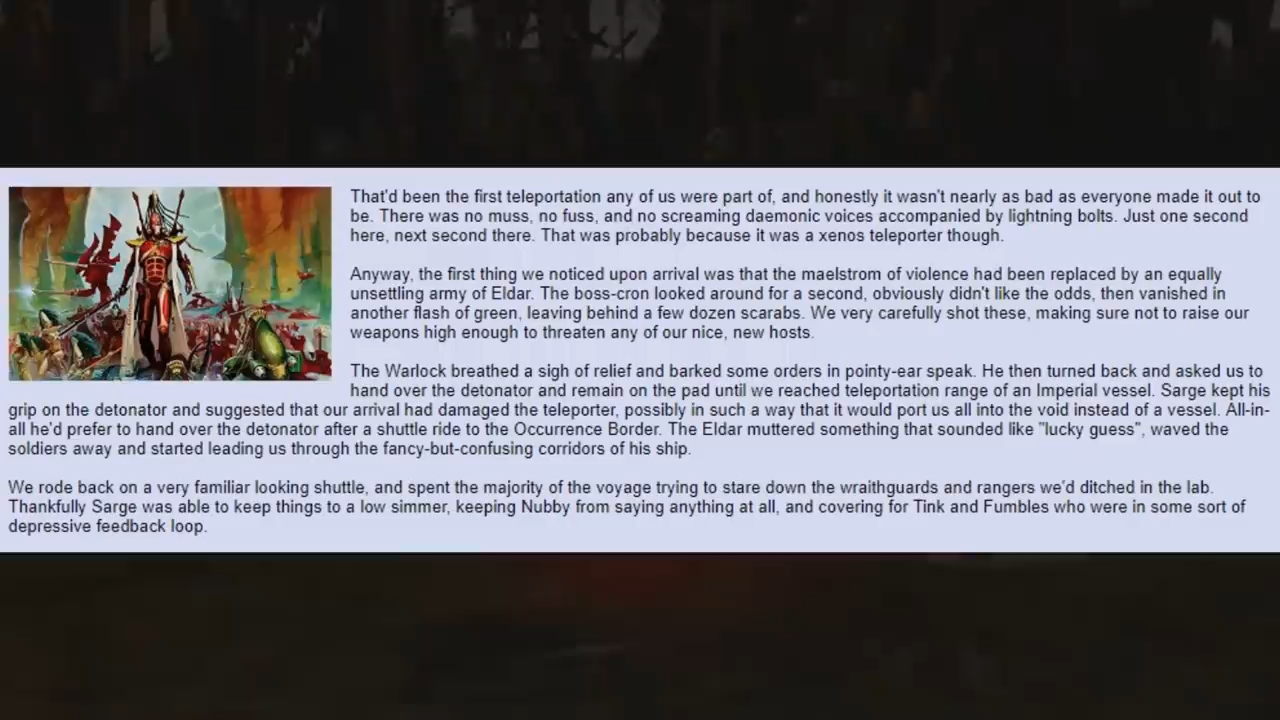 That'd been the first teleportation any of us were part of, and honestly it wasn't nearly as bad as everyone made it out to
be. There was no muss, no fuss, and no screaming daemonic voices accompanied by lightning bolts. Just one second
here, next second there. That was probably because it was a xenos teleporter though.
Anyway, the first thing we noticed upon arrival was that the maelstrom of violence had been replaced by an equally
unsettling army of Eldar. The boss-cron looked around for a second, obviously didn't like the odds, then vanished in
another flash of green, leaving behind a few dozen scarabs. We very carefully shot these, making sure not to raise our
weapons high enough to threaten any of our nice, new hosts.
The Warlock breathed a sigh of relief and barked some orders in pointy-ear speak. He then turned back and asked us to
hand over the detonator and remain on the pad until we reached teleportation range of an Imperial vessel. Sarge kept his
grip on the detonator and suggested that our arrival had damaged the teleporter, possibly in such a way that it would port us all into the void instead of a vessel. All-in-
all he'd prefer to hand over the detonator after a shuttle ride to the Occurrence Border. The Eldar muttered something that sounded like "lucky guess", waved the
soldiers away and started leading us through the fancy-but-confusing corridors of his ship.
We rode back on a very familiar looking shuttle, and spent the majority of the voyage trying to stare down the wraithguards and rangers we'd ditched in the lab.
Thankfully Sarge was able to keep things to a low simmer, keeping Nubby from saying anything at all, and covering for Tink and Fumbles who were in some sort of
depressive feedback loop.